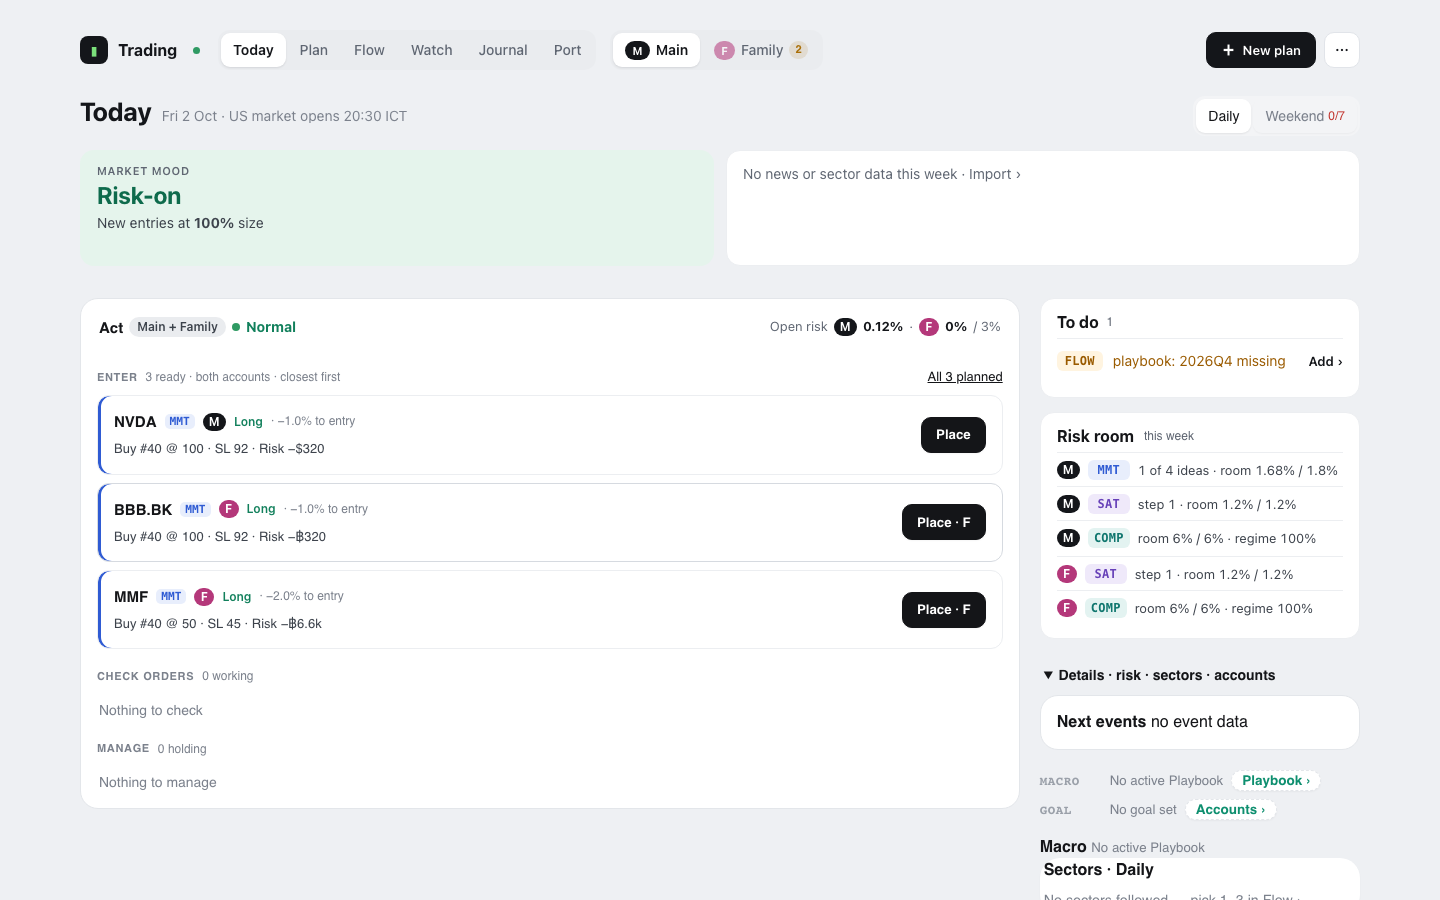 Trading
Today Plan Flow Watch Journal Port
M Main F Family 2
+ New plan ···
Today Fri 2 Oct · US market opens 20:30 ICT
Daily Weekend 0/7
MARKET MOOD
Risk-on
New entries at 100% size
No news or sector data this week · Import ›
Act Main + Family Normal
Open risk M 0.12% · F 0% / 3%
ENTER 3 ready · both accounts · closest first
All 3 planned
NVDA MMT M Long · −1.0% to entry
Buy #40 @ 100 · SL 92 · Risk −$320
Place
BBB.BK MMT F Long · −1.0% to entry
Buy #40 @ 100 · SL 92 · Risk −฿320
Place · F
MMF MMT F Long · −2.0% to entry
Buy #40 @ 50 · SL 45 · Risk −฿6.6k
Place · F
CHECK ORDERS 0 working
Nothing to check
MANAGE 0 holding
Nothing to manage
To do 1
FLOW playbook: 2026Q4 missing Add ›
Risk room this week
M MMT 1 of 4 ideas · room 1.68% / 1.8%
M SAT step 1 · room 1.2% / 1.2%
M COMP room 6% / 6% · regime 100%
F SAT step 1 · room 1.2% / 1.2%
F COMP room 6% / 6% · regime 100%
▼ Details · risk · sectors · accounts
Next events no event data
MACRO No active Playbook Playbook ›
GOAL No goal set Accounts ›
Macro No active Playbook
Sectors · Daily
No sectors followed — pick 1–3 in Flow ›